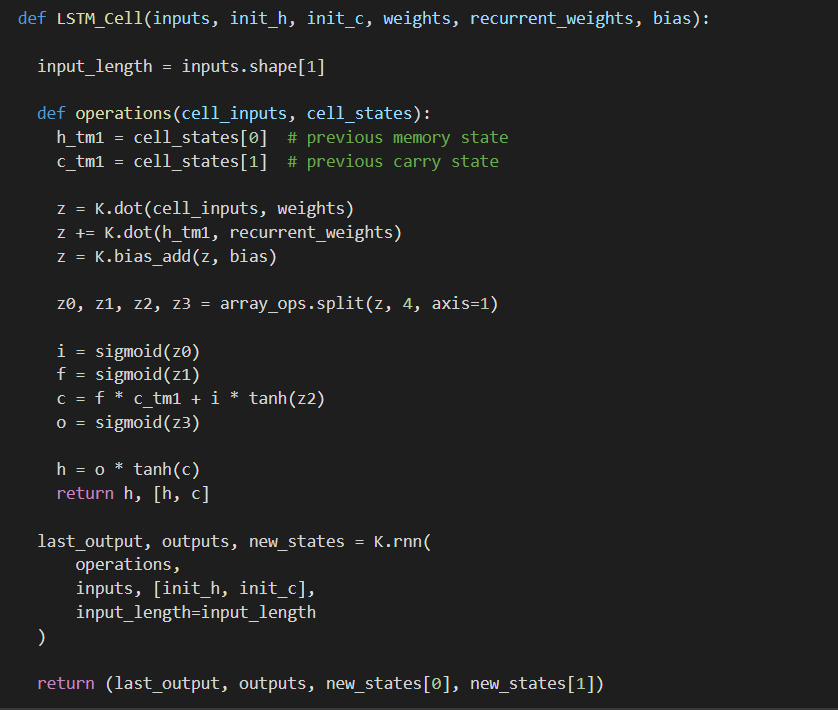 def LSTM_Cell(inputs, init_h, init_c, weights, recurrent_weights, bias):
input_length = inputs.shape[1]
def operations(cell_inputs, cell_states):
h_tm1 = cell_states[0]  # previous memory state
c_tm1 = cell_states[1]  # previous carry state
z = K.dot(cell_inputs, weights)
z += K.dot(h_tm1, recurrent_weights)
z = K.bias_add(z, bias)
z0, z1, z2, z3 = array_ops.split(z, 4, axis=1)
i = sigmoid(z0)
f = sigmoid(z1)
c = f * c_tm1 + i * tanh(z2)
o = sigmoid(z3)
h = o * tanh(c)
return h, [h, c]
last_output, outputs, new_states = K.rnn(
operations,
inputs, [init_h, init_c],
input_length=input_length
)
return (last_output, outputs, new_states[0], new_states[1])